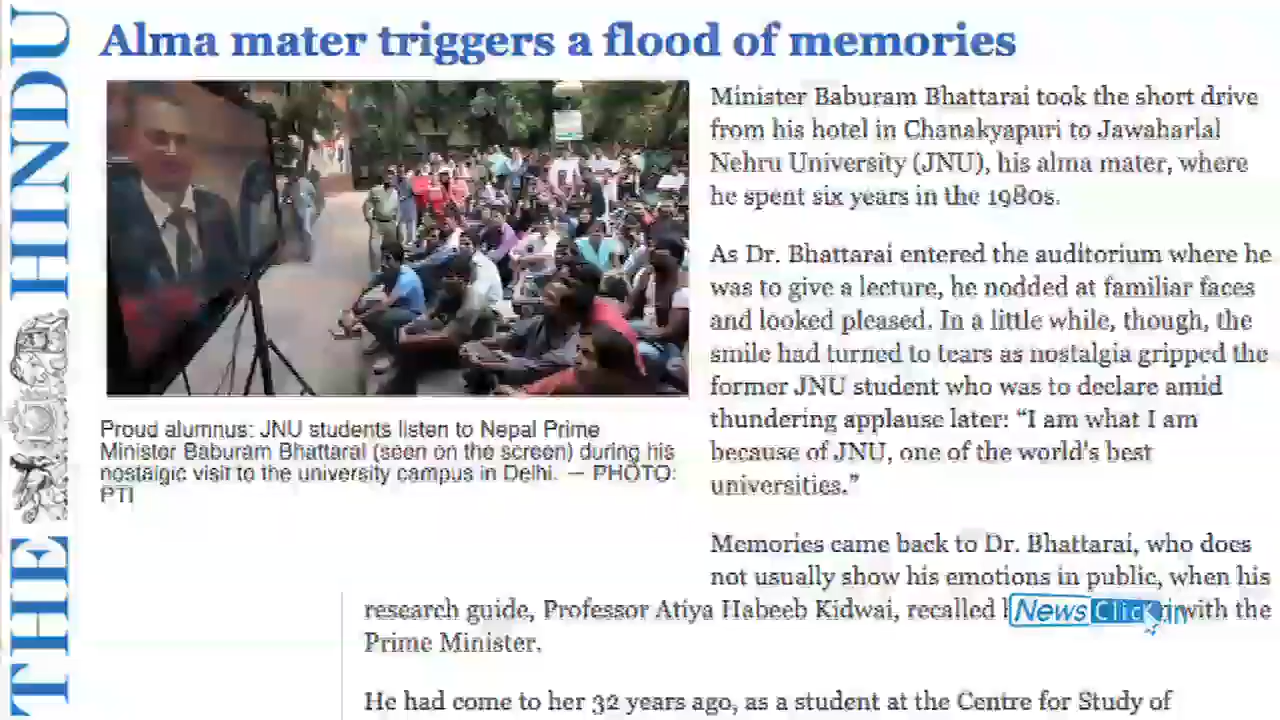 THE HINDU
Alma mater triggers a flood of memories
Proud alumnus: JNU students listen to Nepal Prime
Minister Baburam Bhattarai (seen on the screen) during his
nostalgic visit to the university campus in Delhi. — PHOTO:
PTI
Minister Baburam Bhattarai took the short drive
from his hotel in Chanakyapuri to Jawaharlal
Nehru University (JNU), his alma mater, where
he spent six years in the 1980s.
As Dr. Bhattarai entered the auditorium where he
was to give a lecture, he nodded at familiar faces
and looked pleased. In a little while, though, the
smile had turned to tears as nostalgia gripped the
former JNU student who was to declare amid
thundering applause later: “I am what I am
because of JNU, one of the world's best
universities.”
Memories came back to Dr. Bhattarai, who does
not usually show his emotions in public, when his
research guide, Professor Atiya Habeeb Kidwai, recalled with the
Prime Minister.
He had come to her 32 years ago, as a student at the Centre for Study of
News Click in